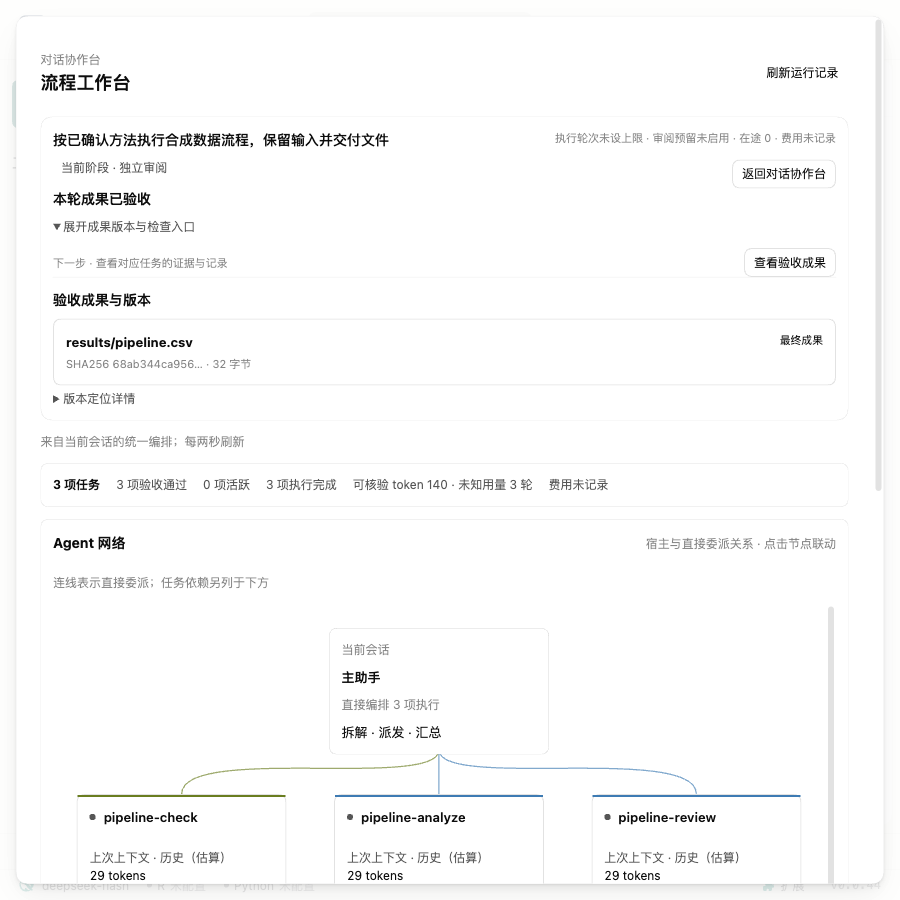 对话协作台
流程工作台
刷新运行记录
按已确认方法执行合成数据流程，保留输入并交付文件
执行轮次未设上限 · 审阅预留未启用 · 在途 0 · 费用未记录
当前阶段 · 独立审阅
返回对话协作台
本轮成果已验收
▼展开成果版本与检查入口
下一步 · 查看对应任务的证据与记录
查看验收成果
验收成果与版本
results/pipeline.csv
最终成果
SHA256 68ab344ca956... · 32 字节
▶ 版本定位详情
来自当前会话的统一编排；每两秒刷新
3 项任务 3 项验收通过 0 项活跃 3 项执行完成 可核验 token 140 · 未知用量 3 轮 费用未记录
Agent 网络
宿主与直接委派关系 · 点击节点联动
连线表示直接委派；任务依赖另列于下方
当前会话
主助手
直接编排 3 项执行
拆解 · 派发 · 汇总
pipeline-check
上次上下文 · 历史（估算）
29 tokens
pipeline-analyze
上次上下文 · 历史（估算）
29 tokens
pipeline-review
上次上下文 · 历史（估算）
29 tokens